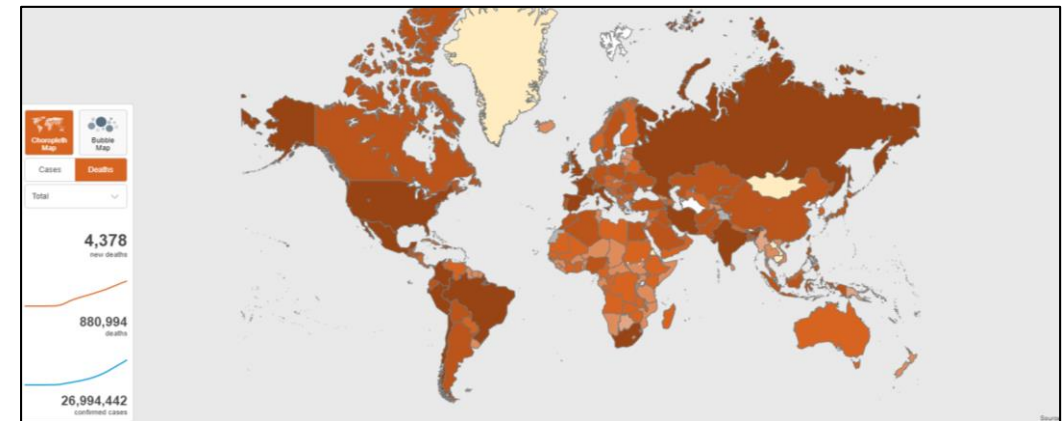 Choropleth
Map
Bubble
Map
Cases
Deaths
Total
4,378
new deaths
880,994
deaths
26,994,442
confirmed cases
Source